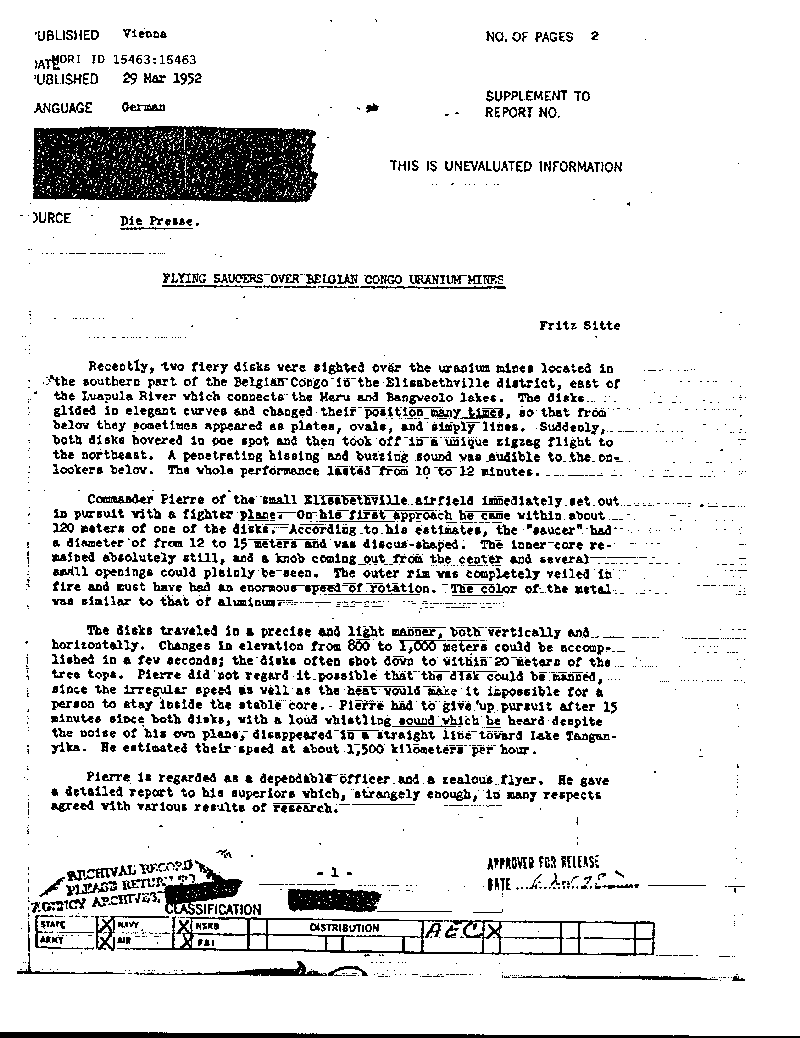 'UBLISHED Vienna NO. OF PAGES 2
MORI ID 15463:15463
'UBLISHED 29 Mar 1952
ANGUAGE German
SUPPLEMENT TO
REPORT NO.
THIS IS UNEVALUATED INFORMATION
OURCE Die Presse.
FLYING SAUCERS OVER BELGIAN CONGO URANIUM MINES
Fritz Sitte
Recently, two fiery disks were sighted over the uranium mines located in
the southern part of the Belgian Congo in the Elisabethville district, east of
the Luapula River which connects the Meru and Bangweolo lakes. The disks
glided in elegant curves and changed their position many times, so that from
below they sometimes appeared as plates, ovals, and simply lines. Suddenly,
both disks hovered in one spot and then took off in a unique zigzag flight to
the northeast. A penetrating hissing and buzzing sound was audible to the on-
lookers below. The whole performance lasted from 10 to 12 minutes.
Commander Pierre of the small Elisabethville airfield immediately set out
in pursuit with a fighter plane. On his first approach he came within about
120 meters of one of the disks. According to his estimates, the "saucer" had
a diameter of from 12 to 15 meters and was discus-shaped. The inner core re-
mained absolutely still, and a knob coming out from the center and several
small openings could plainly be seen. The outer rim was completely veiled in
fire and must have had an enormous speed of rotation. The color of the metal
was similar to that of aluminum.
The disks traveled in a precise and light manner, both vertically and
horizontally. Changes in elevation from 800 to 1,000 meters could be accomp-
lished in a few seconds; the disks often shot down to within 20 meters of the
tree tops. Pierre did not regard it possible that the disk could be manned,
since the irregular speed as well as the heat would make it impossible for a
person to stay inside the stable core. Pierre had to give up pursuit after 15
minutes since both disks, with a loud whistling sound which he heard despite
the noise of his own plane, disappeared in a straight line toward Lake Tangan-
yika. He estimated their speed at about 1,500 kilometers per hour.
Pierre is regarded as a dependable officer and a zealous flyer. He gave
a detailed report to his superiors which, strangely enough, in many respects
agreed with various results of research.
ARCHIVAL RECORD
PLEASE RETURN TO
AGENCY ARCHIVES,
- 1 -
APPROVED FOR RELEASE
DATE
CLASSIFICATION
STATE X NAVY X NSRB DISTRIBUTION AEC X
ARMY X AIR X FBI